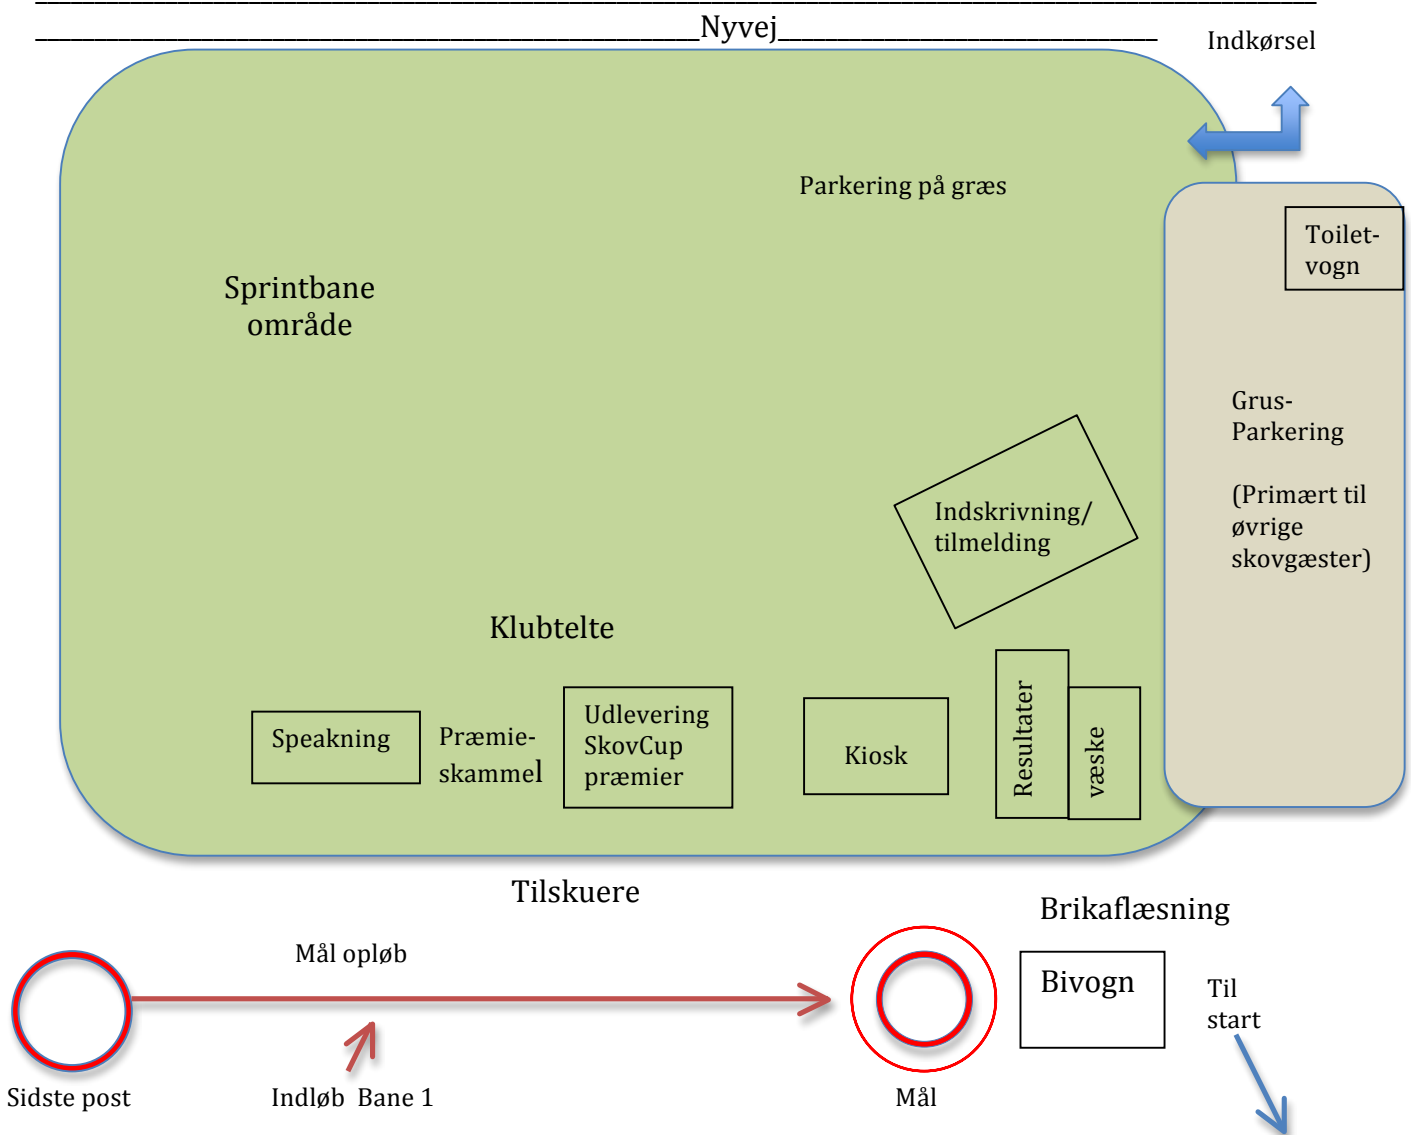 Nyvej
Indkørsel
Parkering på græs
Toilet-
vogn
Sprintbane
område
Grus-
Parkering
(Primært til
øvrige
skovgæster)
Indskrivning/
tilmelding
Klubtelte
Speakning
Præmie-
skammel
Udlevering
SkovCup
præmier
Kiosk
Resultater
væske
Tilskuere
Brikaflæsning
Mål opløb
Bivogn
Til
start
Sidste post
Indløb  Bane 1
Mål